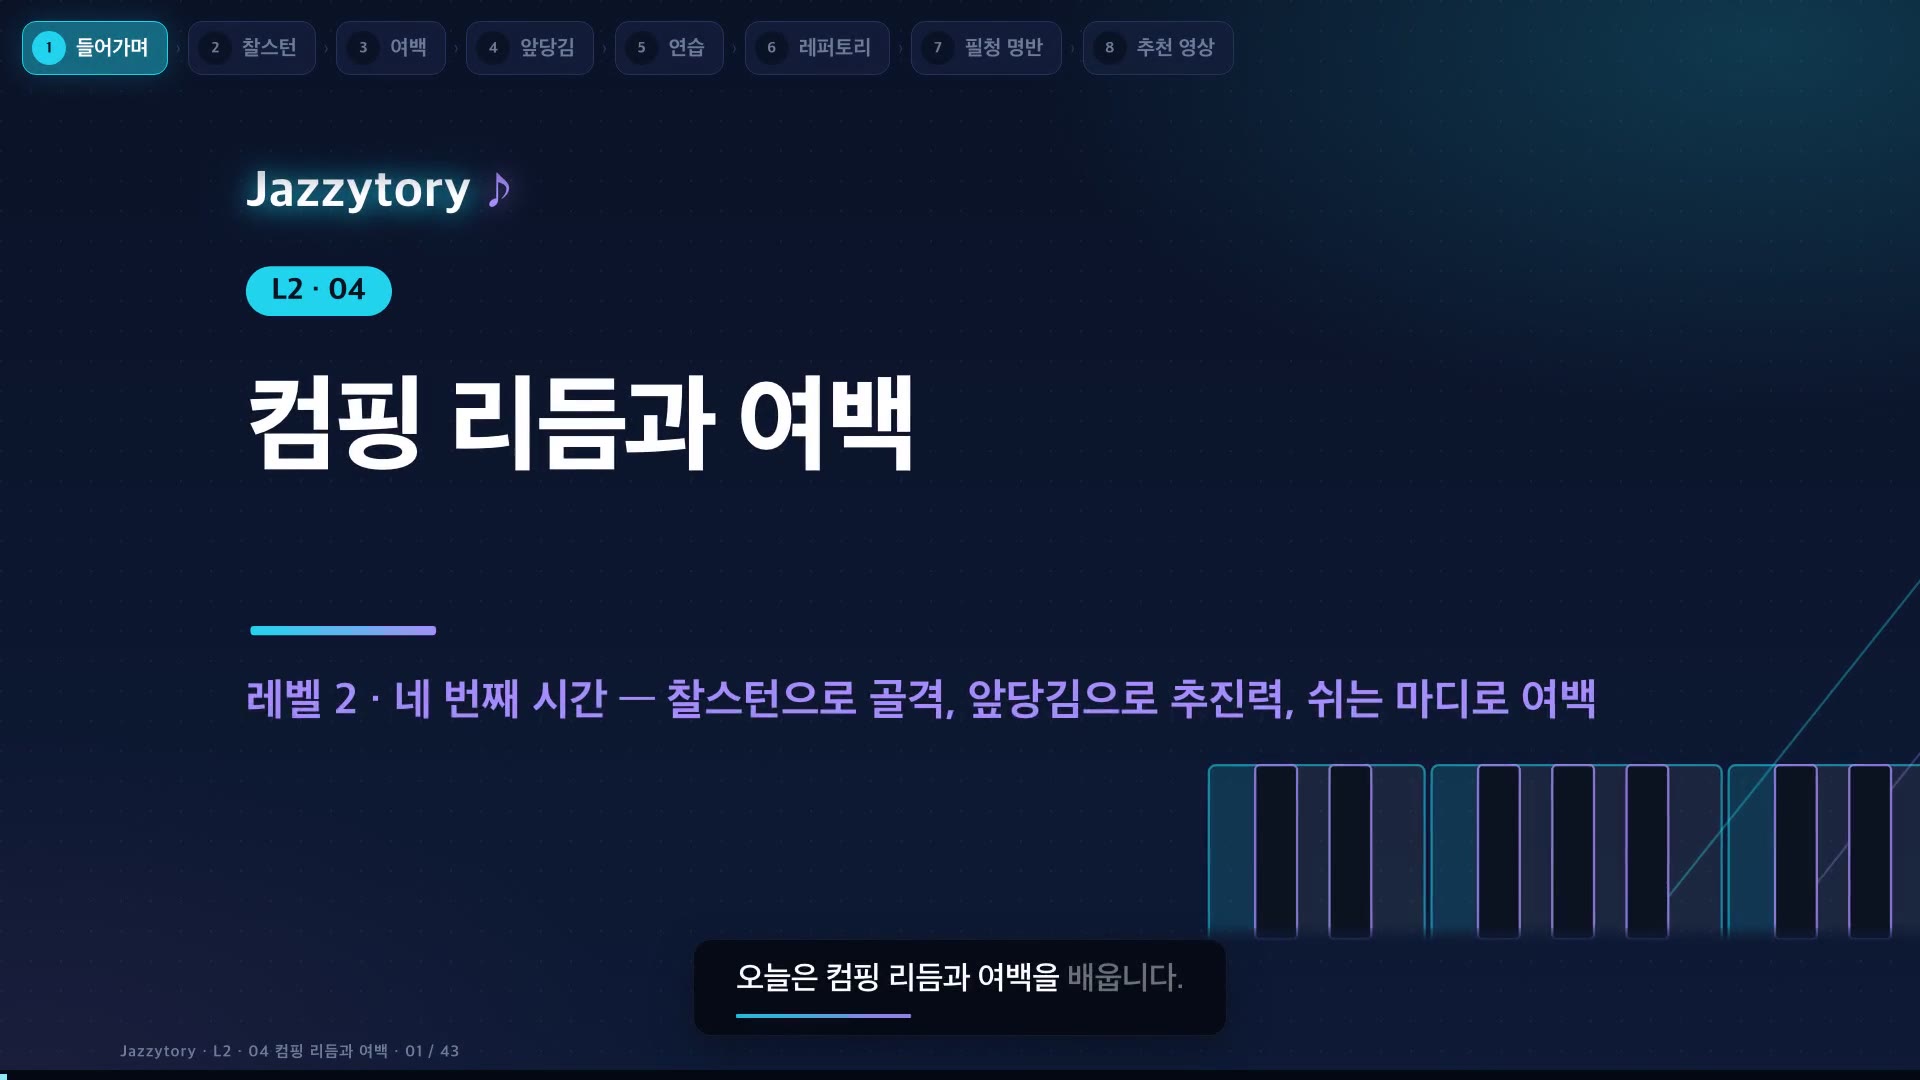 1 들어가며 › 2 찰스턴 › 3 여백 › 4 앞당김 › 5 연습 › 6 레퍼토리 › 7 필청 명반 › 8 추천 영상
Jazzytory ♪
L2 · 04
컴핑 리듬과 여백
레벨 2 · 네 번째 시간 — 찰스턴으로 골격, 앞당김으로 추진력, 쉬는 마디로 여백
오늘은 컴핑 리듬과 여백을 배웁니다.
Jazzytory · L2 · 04 컴핑 리듬과 여백 · 01 / 43